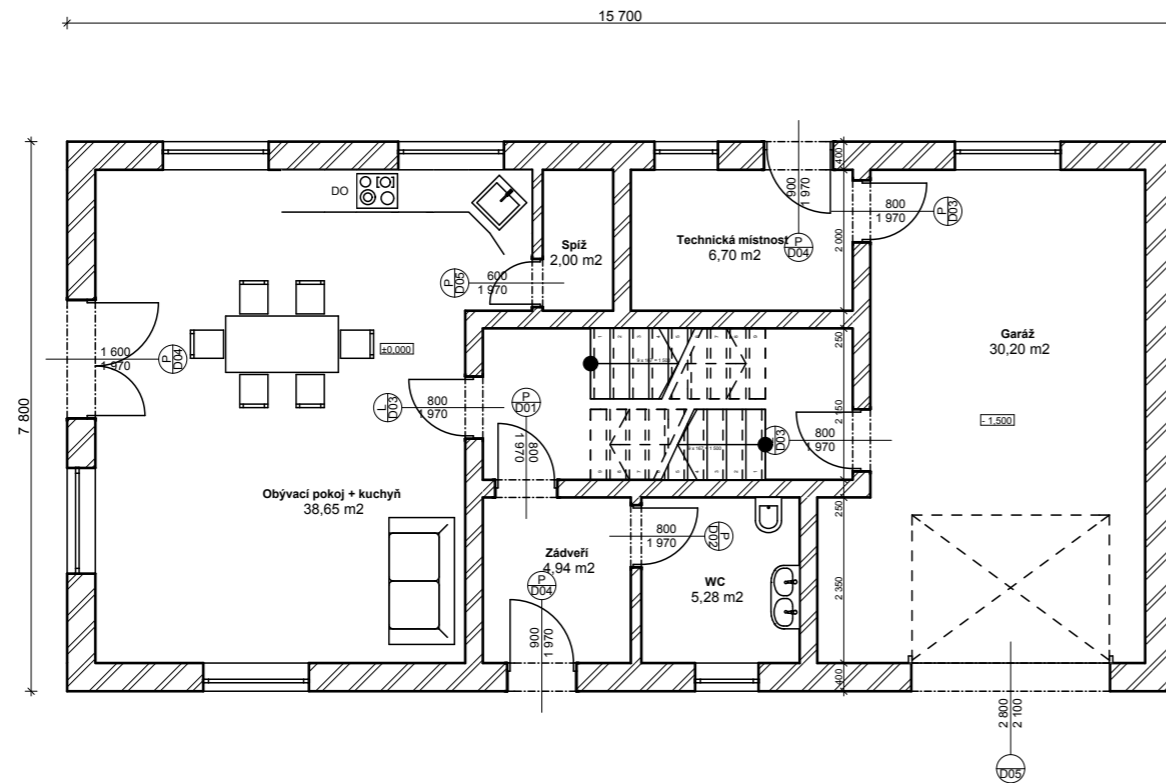 15 700
7 800
DO
Spíž
2,00 m2
600
1 970
P
D05
Technická místnost
6,70 m2
900
1 970
P
D04
800
1 970
P
D03
400
2 000
250
2 150
250
2 350
400
Garáž
30,20 m2
- 1,500
±0,000
1 600
1 970
P
D04
L
D03
800
1 970
P
D01
800
1 970
D03
800
1 970
Obývací pokoj + kuchyň
38,65 m2
Zádveří
4,94 m2
P
D04
900
1 970
800
1 970
P
D02
WC
5,28 m2
2 800
2 100
D05